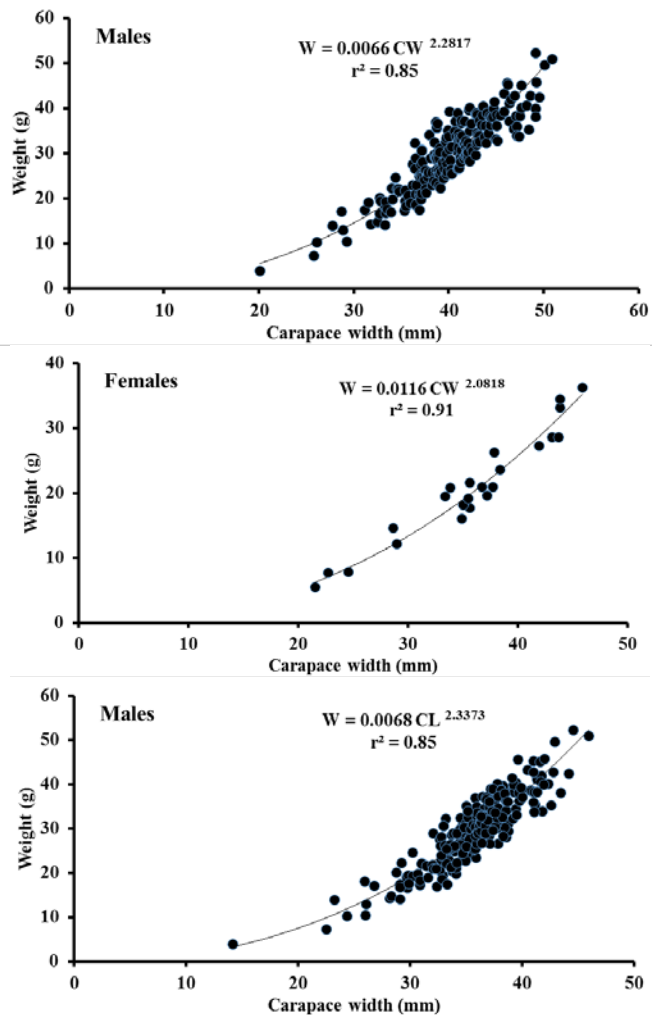 60
50
40
30
20
10
0
Weight (g)
Males
W = 0.0066 CW 2.2817
r² = 0.85
0 10 20 30 40 50 60
Carapace width (mm)
40
30
20
10
0
Weight (g)
Females
W = 0.0116 CW 2.0818
r² = 0.91
0 10 20 30 40 50
Carapace width (mm)
60
50
40
30
20
10
0
Weight (g)
Males
W = 0.0068 CL 2.3373
r² = 0.85
0 10 20 30 40 50
Carapace width (mm)